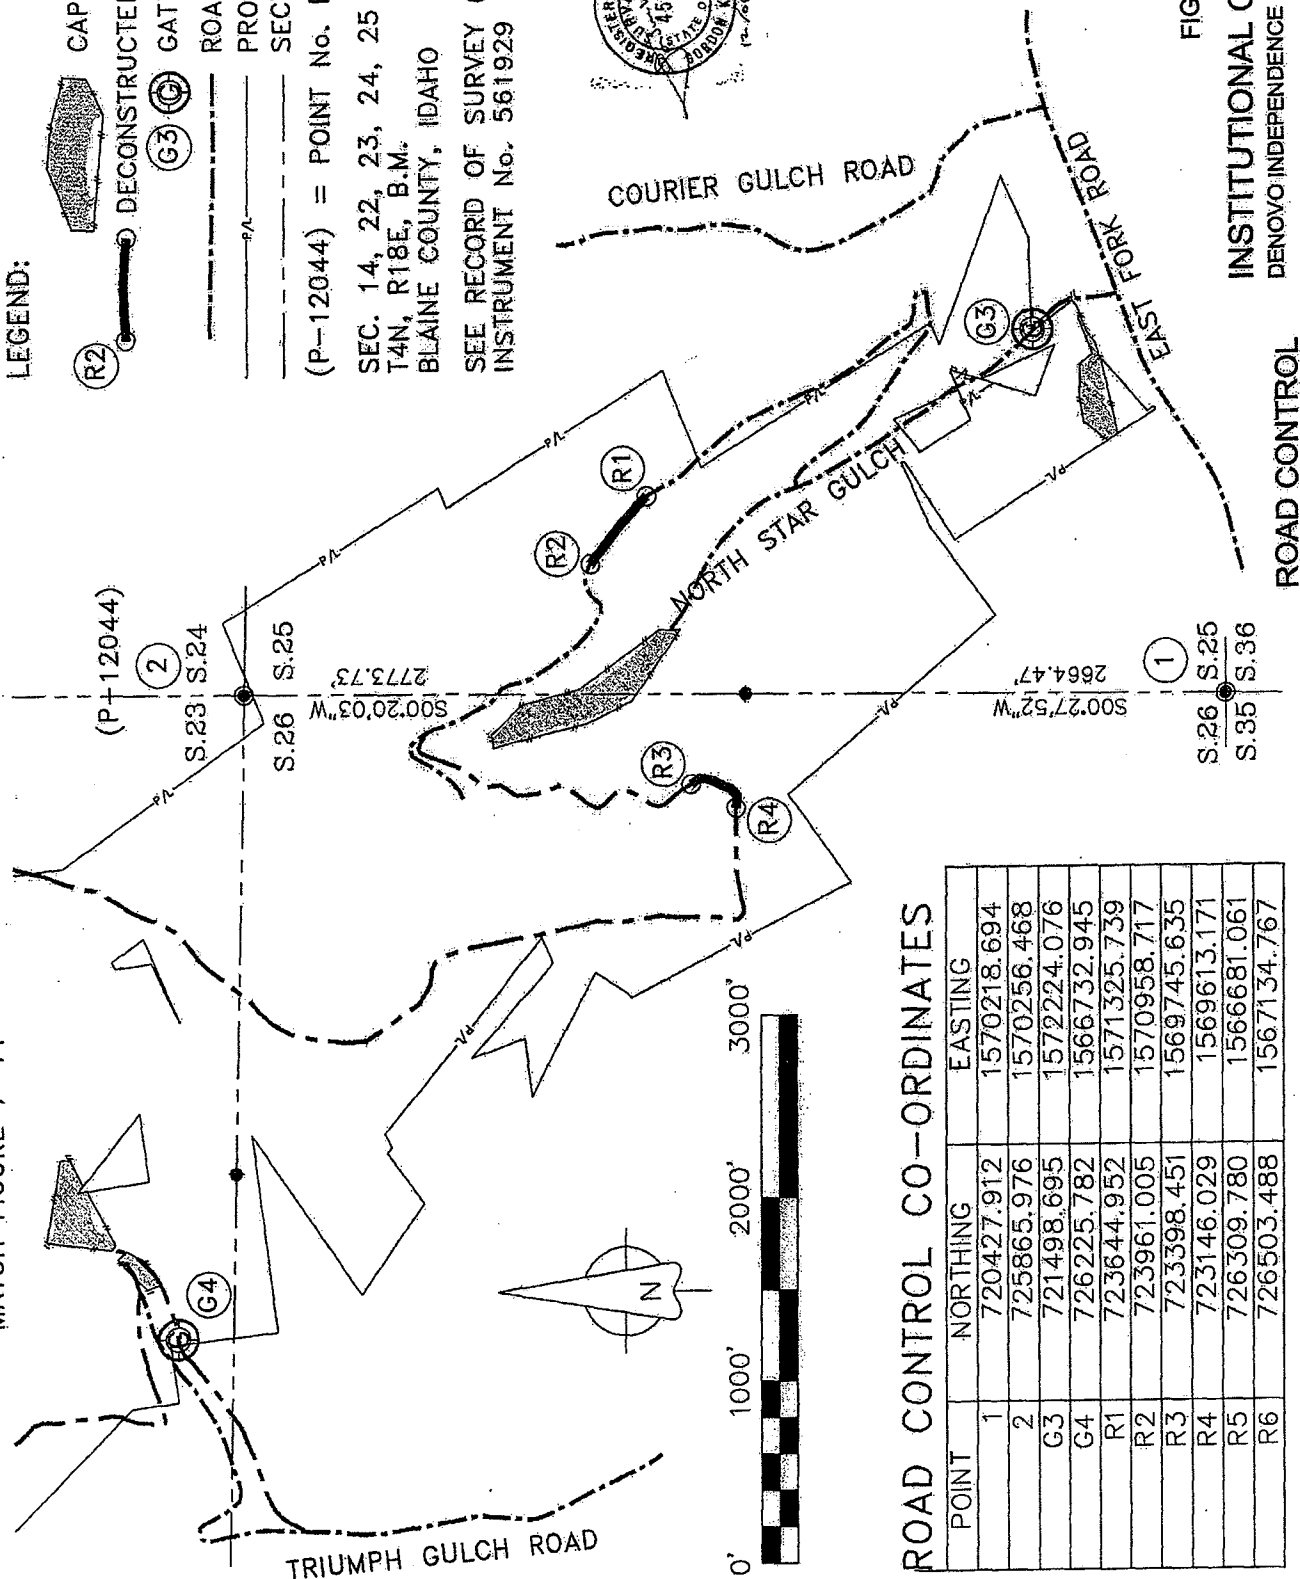 LEGEND:
CAP
R2
DECONSTRUCTED
G3
G
GAT
ROA
P/L
PRO
SEC
(P-12044) = POINT No.
SEC. 14, 22, 23, 24, 25
T4N, R18E, B.M.
BLAINE COUNTY, IDAHO
SEE RECORD OF SURVEY
INSTRUMENT No. 561929
REGISTER
STATE O
GORDON K
COURIER GULCH ROAD
EAST FORK ROAD
NORTH STAR GULCH
G3
R1
R2
R3
R4
G4
(P-12044)
2
S.23
S.24
S.26
S.25
S00°20'03"W
2773.73'
S00°27'52"W
2664.47'
1
S.26
S.25
S.35
S.36
P/L
P/L
P/L
P/L
P/L
P/L
P/L
P/L
P/L
P/L
TRIUMPH GULCH ROAD
N
0'
1000'
2000'
3000'
ROAD CONTROL CO-ORDINATES
POINT NORTHING EASTING
1 720427.912 1570218.694
2 725865.976 1570256.468
G3 721498.695 1572224.076
G4 726225.782 1566732.945
R1 723644.952 1571325.739
R2 723961.005 1570958.717
R3 723398.451 1569745.635
R4 723146.029 1569613.171
R5 726309.780 1566681.061
R6 726503.488 1567134.767
FIG
INSTITUTIONAL C
DENOVO INDEPENDENCE
ROAD CONTROL